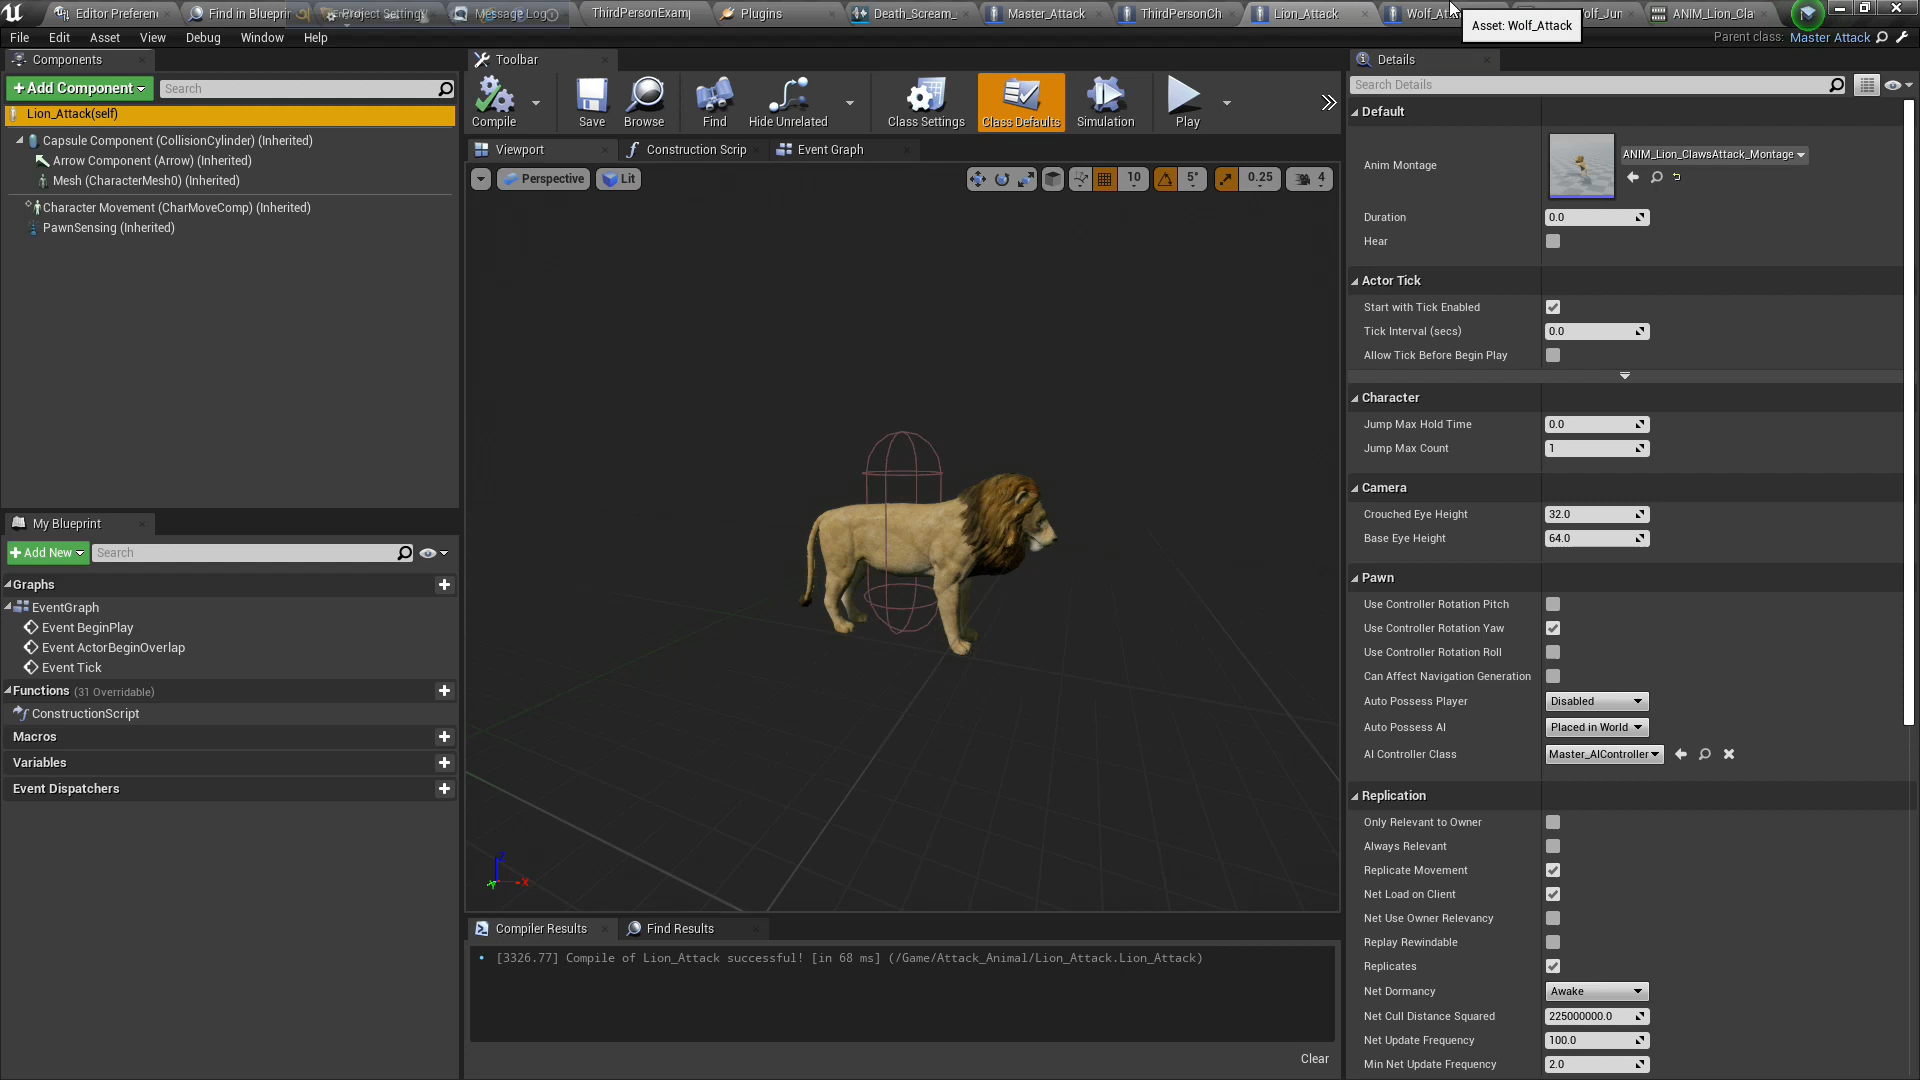 Editor Preferen
Find in Bluepri
Project Settings
Message Log
ThirdPersonExamp
Plugins
Death_Scream_
Master_Attack
ThirdPersonCh
Lion_Attack
ANIM_Lion_Cla
Asset: Wolf_Attack
File Edit Asset View Debug Window Help
Parent class: Master Attack
Components
+ Add Component
Search
Lion_Attack(self)
Capsule Component (CollisionCylinder) (Inherited)
Arrow Component (Arrow) (Inherited)
Mesh (CharacterMesh0) (Inherited)
Character Movement (CharMoveComp) (Inherited)
PawnSensing (Inherited)
My Blueprint
+ Add New
Search
Graphs
EventGraph
Event BeginPlay
Event ActorBeginOverlap
Event Tick
Functions (31 Overridable)
ConstructionScript
Macros
Variables
Event Dispatchers
Toolbar
Compile
Save
Browse
Find
Hide Unrelated
Class Settings
Class Defaults
Simulation
Play
Viewport
Construction Scrip
Event Graph
Perspective
Lit
10
5°
0.25
4
Z
X
Y
Compiler Results
Find Results
[3326.77] Compile of Lion_Attack successful! [in 68 ms] (/Game/Attack_Animal/Lion_Attack.Lion_Attack)
Clear
Details
Search Details
Default
Anim Montage ANIM_Lion_ClawsAttack_Montage
Duration 0.0
Hear
Actor Tick
Start with Tick Enabled
Tick Interval (secs) 0.0
Allow Tick Before Begin Play
Character
Jump Max Hold Time 0.0
Jump Max Count 1
Camera
Crouched Eye Height 32.0
Base Eye Height 64.0
Pawn
Use Controller Rotation Pitch
Use Controller Rotation Yaw
Use Controller Rotation Roll
Can Affect Navigation Generation
Auto Possess Player Disabled
Auto Possess AI Placed in World
AI Controller Class Master_AIController
Replication
Only Relevant to Owner
Always Relevant
Replicate Movement
Net Load on Client
Net Use Owner Relevancy
Replay Rewindable
Replicates
Net Dormancy Awake
Net Cull Distance Squared 225000000.0
Net Update Frequency 100.0
Min Net Update Frequency 2.0